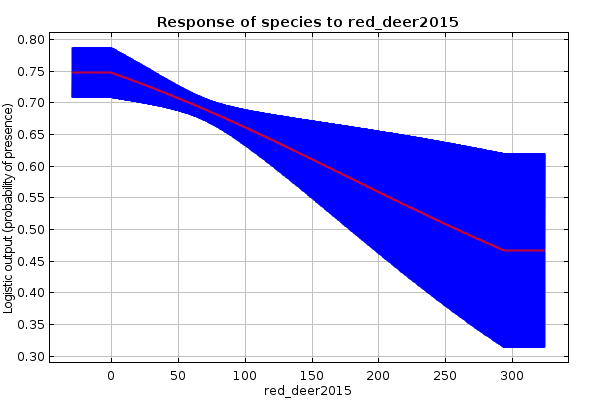 Response of species to red_deer2015
Logistic output (probability of presence)
0.80
0.75
0.70
0.65
0.60
0.55
0.50
0.45
0.40
0.35
0.30
0 50 100 150 200 250 300
red_deer2015